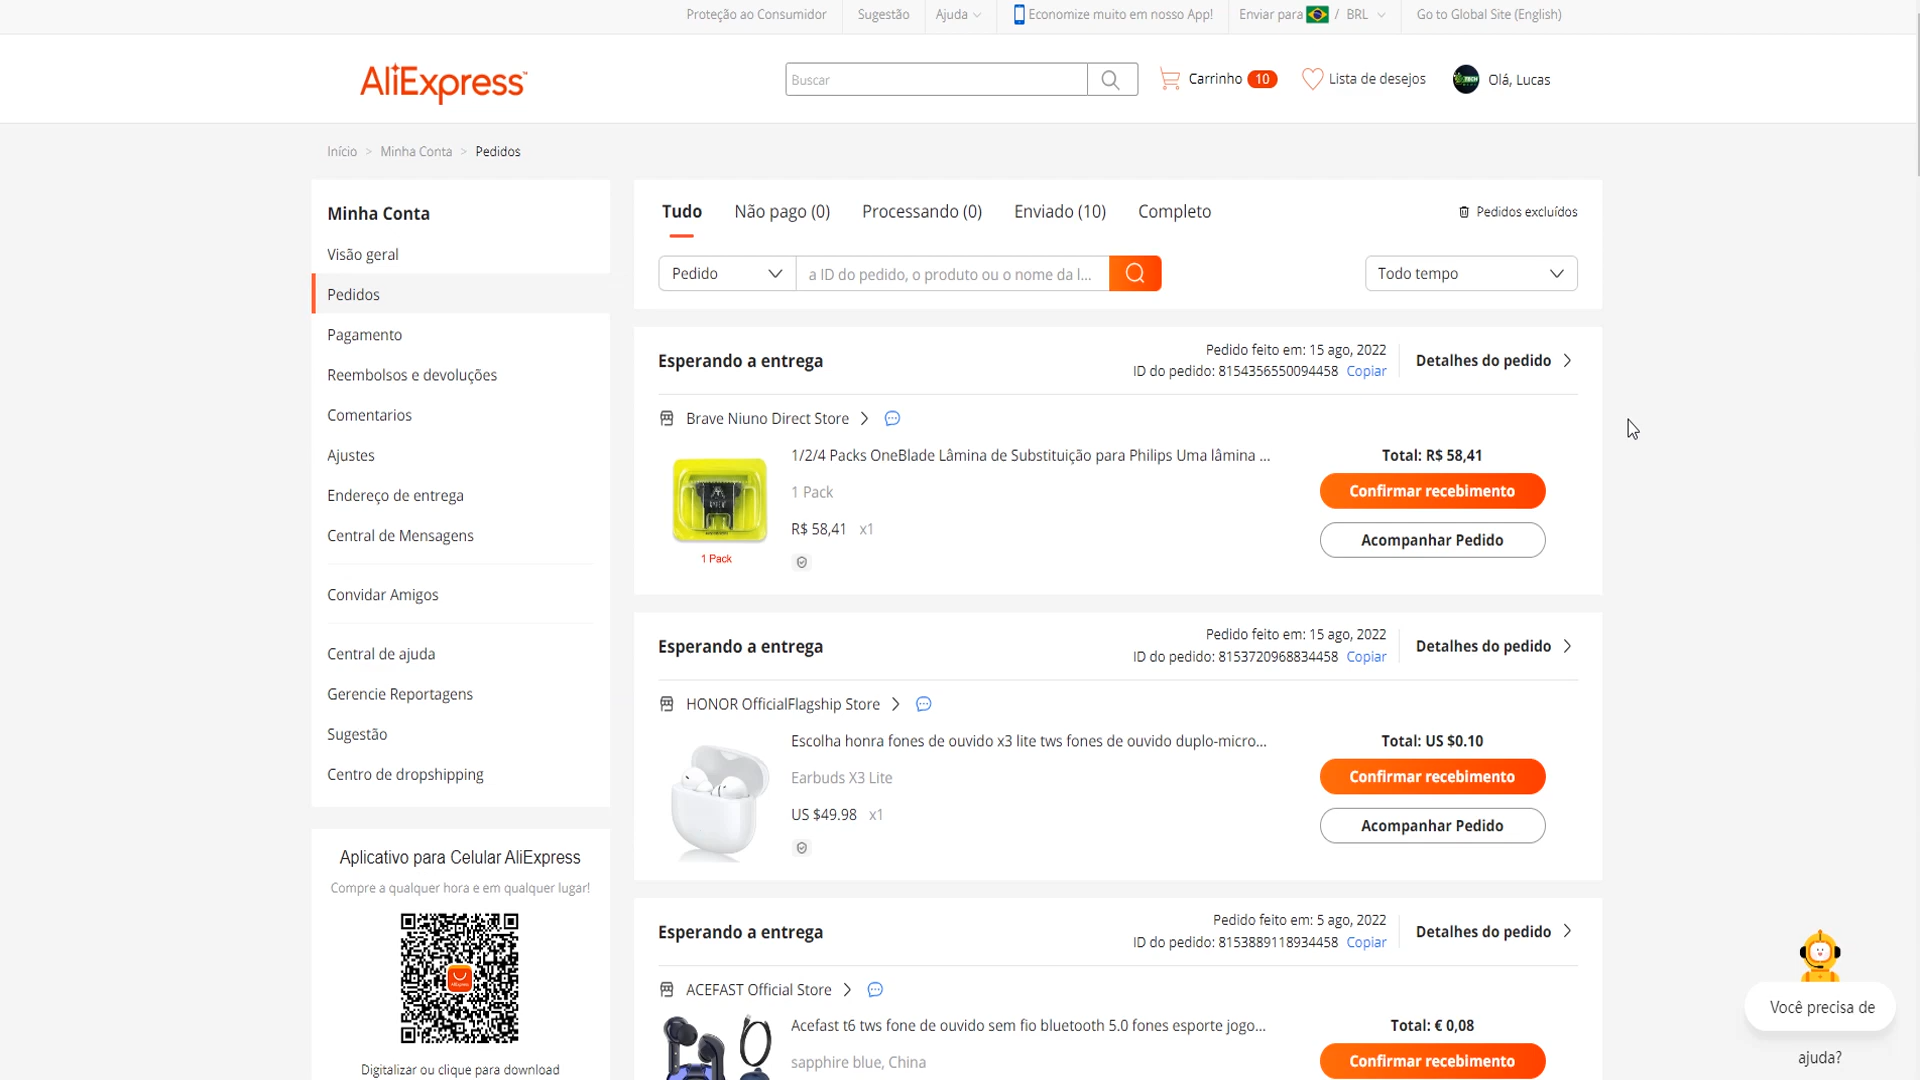 Proteção ao Consumidor
Sugestão
Ajuda
Economize muito em nosso App!
Enviar para / BRL
Go to Global Site (English)
AliExpress
Buscar
Carrinho 10
Lista de desejos
Olá, Lucas
Início > Minha Conta > Pedidos
Minha Conta
Visão geral
Pedidos
Pagamento
Reembolsos e devoluções
Comentarios
Ajustes
Endereço de entrega
Central de Mensagens
Convidar Amigos
Central de ajuda
Gerencie Reportagens
Sugestão
Centro de dropshipping
Aplicativo para Celular AliExpress
Compre a qualquer hora e em qualquer lugar!
Digitalizar ou clique para download
Tudo
Não pago (0)
Processando (0)
Enviado (10)
Completo
Pedidos excluídos
Pedido
a ID do pedido, o produto ou o nome da l...
Todo tempo
Esperando a entrega
Pedido feito em: 15 ago, 2022
ID do pedido: 8154356550094458 Copiar
Detalhes do pedido
Brave Niuno Direct Store
1/2/4 Packs OneBlade Lâmina de Substituição para Philips Uma lâmina ...
1 Pack
R$ 58,41 x1
1 Pack
Total: R$ 58,41
Confirmar recebimento
Acompanhar Pedido
Esperando a entrega
Pedido feito em: 15 ago, 2022
ID do pedido: 8153720968834458 Copiar
Detalhes do pedido
HONOR OfficialFlagship Store
Escolha honra fones de ouvido x3 lite tws fones de ouvido duplo-micro...
Earbuds X3 Lite
US $49.98 x1
Total: US $0.10
Confirmar recebimento
Acompanhar Pedido
Esperando a entrega
Pedido feito em: 5 ago, 2022
ID do pedido: 8153889118934458 Copiar
Detalhes do pedido
ACEFAST Official Store
Acefast t6 tws fone de ouvido sem fio bluetooth 5.0 fones esporte jogo...
sapphire blue, China
Total: € 0,08
Confirmar recebimento
Você precisa de
ajuda?